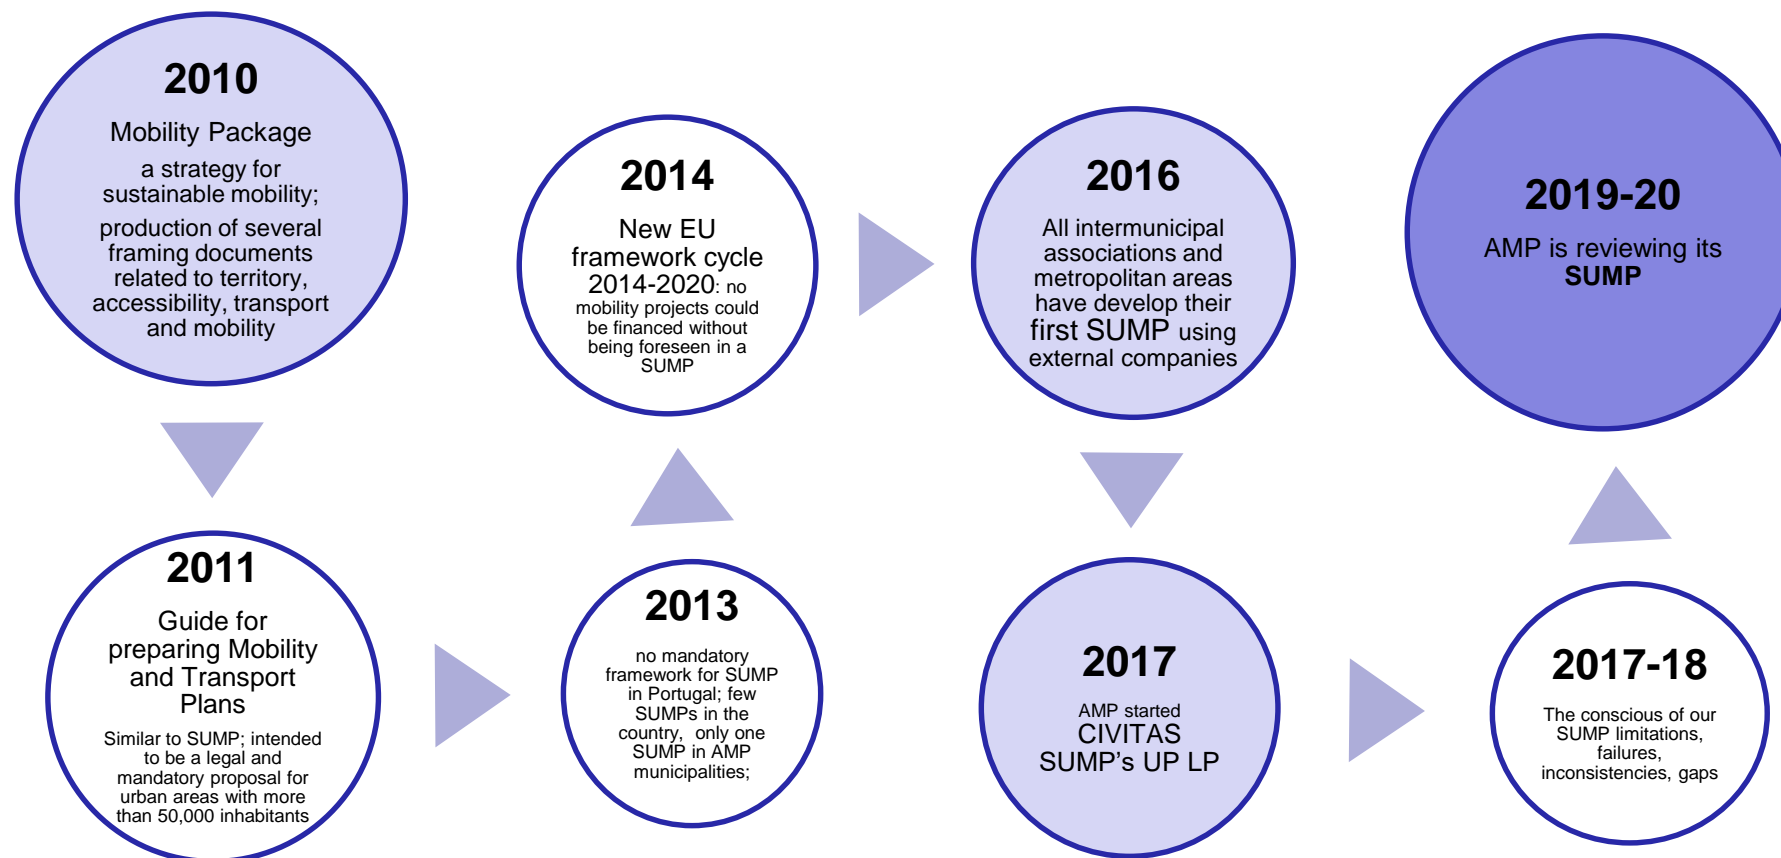 2010
Mobility Package
a strategy for
sustainable mobility;
production of several
framing documents
related to territory,
accessibility, transport
and mobility
2011
Guide for
preparing Mobility
and Transport
Plans
Similar to SUMP; intended
to be a legal and
mandatory proposal for
urban areas with more
than 50,000 inhabitants
2013
no mandatory
framework for SUMP
in Portugal; few
SUMPs in the
country, only one
SUMP in AMP
municipalities;
2014
New EU
framework cycle
2014-2020: no
mobility projects could
be financed without
being foreseen in a
SUMP
2016
All intermunicipal
associations and
metropolitan areas
have develop their
first SUMP using
external companies
2017
AMP started
CIVITAS
SUMP's UP LP
2017-18
The conscious of our
SUMP limitations,
failures,
inconsistencies, gaps
2019-20
AMP is reviewing its
SUMP